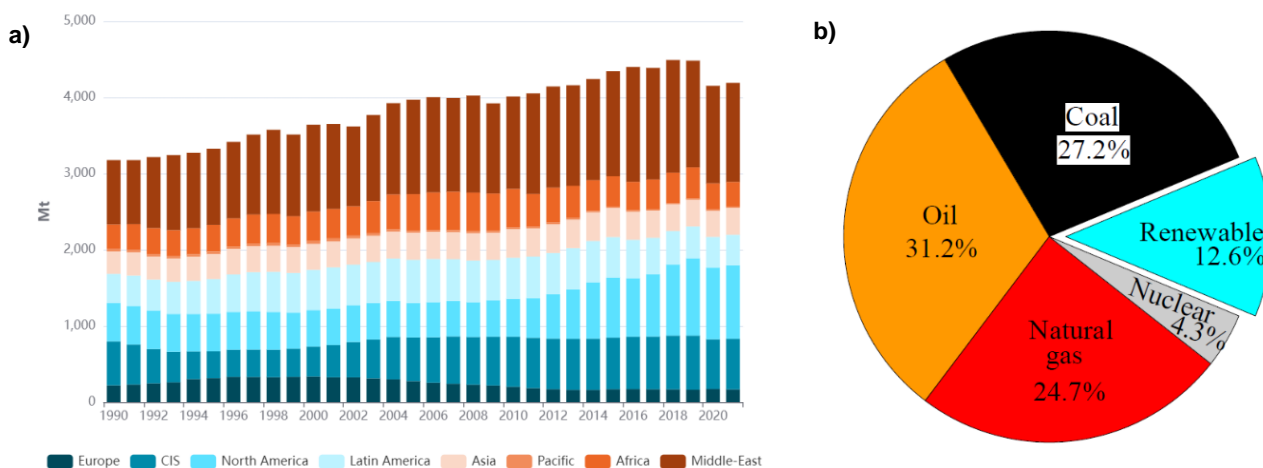 a)
5,000
4,000
3,000
2,000
1,000
0
Mt
1990 1992 1994 1996 1998 2000 2002 2004 2006 2008 2010 2012 2014 2016 2018 2020
Europe CIS North America Latin America Asia Pacific Africa Middle-East
b)
Coal
27.2%
Renewable
12.6%
Nuclear
4.3%
Natural
gas
24.7%
Oil
31.2%